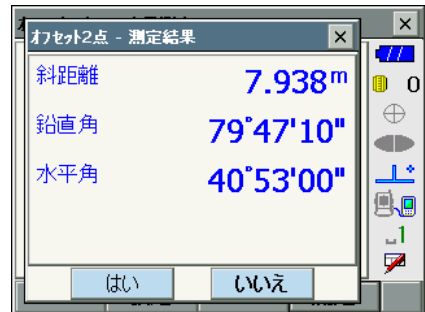 ｵﾌｾｯﾄ2点 - 測定結果
斜距離 7.938m
鉛直角 79°47'10"
水平角 40°53'00"
はい いいえ
0
1